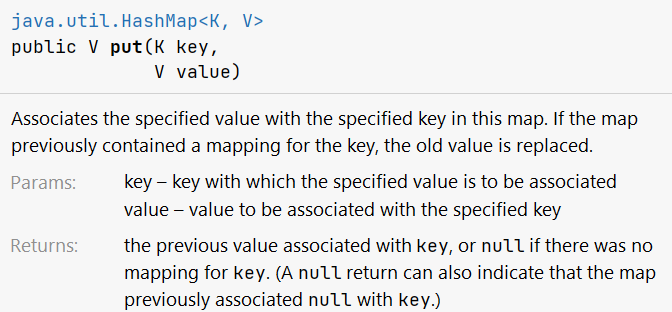 java.util.HashMap<K, V>
public V put(K key,
V value)
Associates the specified value with the specified key in this map. If the map
previously contained a mapping for the key, the old value is replaced.
Params: key – key with which the specified value is to be associated
value – value to be associated with the specified key
Returns: the previous value associated with key, or null if there was no
mapping for key. (A null return can also indicate that the map
previously associated null with key.)